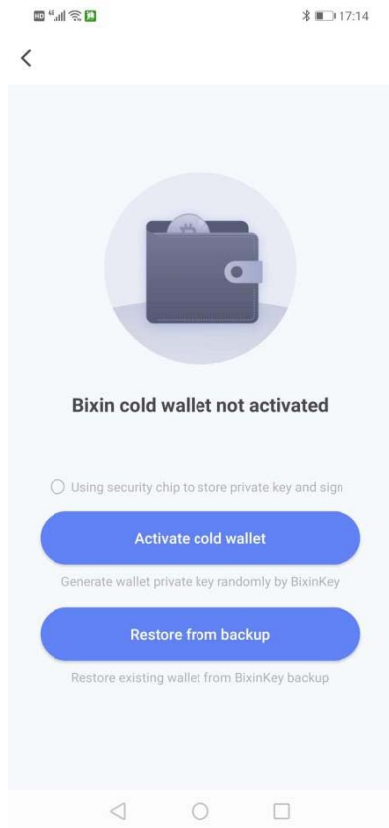 HD 17:14
Bixin cold wallet not activated
Using security chip to store private key and sign
Activate cold wallet
Generate wallet private key randomly by BixinKey
Restore from backup
Restore existing wallet from BixinKey backup